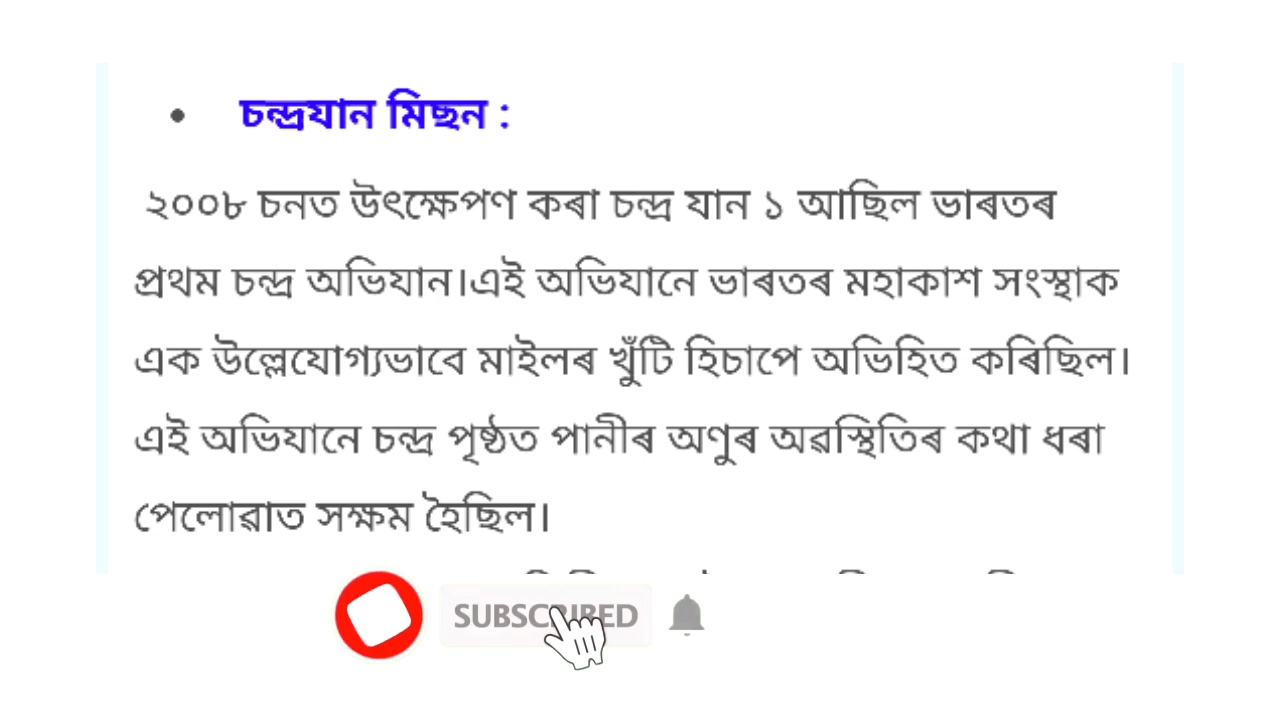 • চন্দ্ৰযান মিছন :
২০০৮ চনত উৎক্ষেপণ কৰা চন্দ্ৰ যান ১ আছিল ভাৰতৰ
প্ৰথম চন্দ্ৰ অভিযান।এই অভিযানে ভাৰতৰ মহাকাশ সংস্থাক
এক উল্লেযোগ্যভাবে মাইলৰ খুঁটি হিচাপে অভিহিত কৰিছিল।
এই অভিযানে চন্দ্ৰ পৃষ্ঠত পানীৰ অণুৰ অৱস্থিতিৰ কথা ধৰা
পেলোৱাত সক্ষম হৈছিল।
SUBSCRIBED